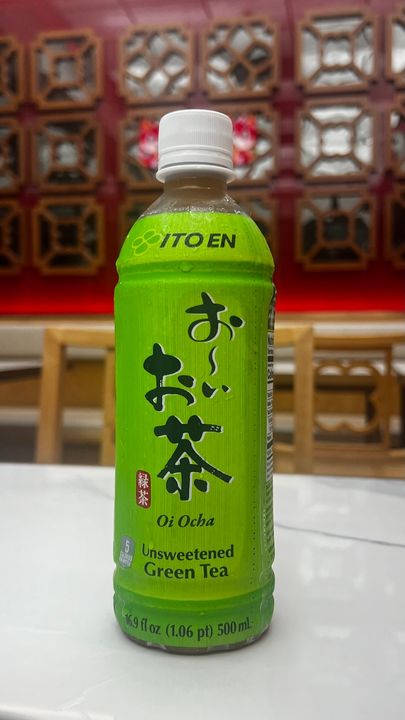 ITO EN
お〜い
お茶
緑茶
Oi Ocha
5
Unsweetened
Green Tea
16.9 fl oz (1.06 pt) 500 mL